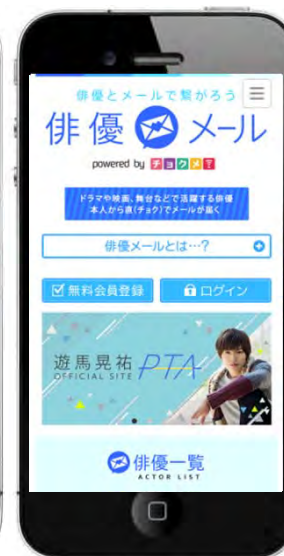 俳優とメールで繋がろう
俳優メール
powered by チョクメ!
ドラマや映画、舞台などで活躍する俳優
本人から直(チョク)でメールが届く
俳優メールとは…?
無料会員登録
ログイン
遊馬晃祐 PTA
OFFICIAL SITE
俳優一覧
ACTOR LIST